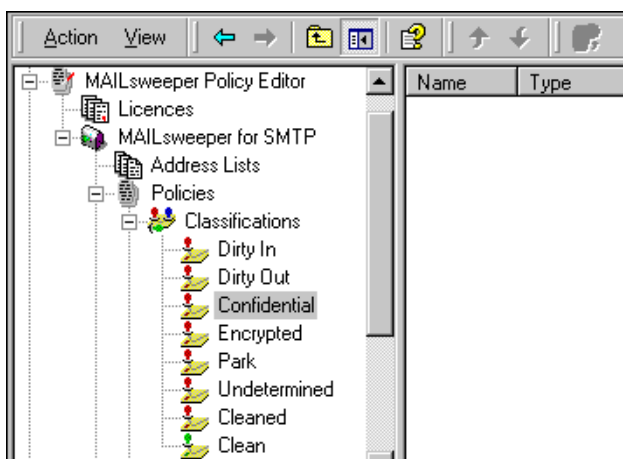 Action View
Name Type
MAILsweeper Policy Editor
Licences
MAILsweeper for SMTP
Address Lists
Policies
Classifications
Dirty In
Dirty Out
Confidential
Encrypted
Park
Undetermined
Cleaned
Clean